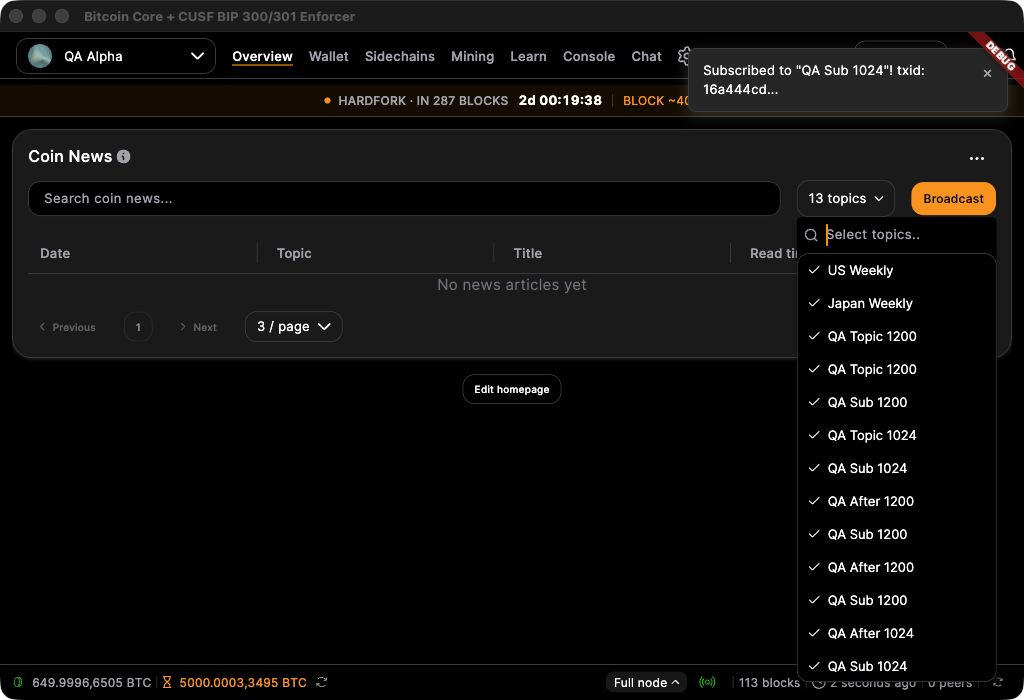 Bitcoin Core + CUSF BIP 300/301 Enforcer
QA Alpha
Overview
Wallet
Sidechains
Mining
Learn
Console
Chat
DEBUG
Subscribed to "QA Sub 1024"! txid:
16a444cd...
HARDFORK · IN 287 BLOCKS 2d 00:19:38 BLOCK ~40
Coin News
Search coin news...
13 topics
Broadcast
Select topics..
Date
Topic
Title
Read ti
No news articles yet
Previous
1
Next
3 / page
US Weekly
Japan Weekly
QA Topic 1200
QA Topic 1200
QA Sub 1200
QA Topic 1024
QA Sub 1024
QA After 1200
QA Sub 1200
QA After 1200
QA Sub 1200
QA After 1024
QA Sub 1024
Edit homepage
649.9996,6505 BTC
5000.0003,3495 BTC
Full node
113 blocks
2 seconds ago
0 peers